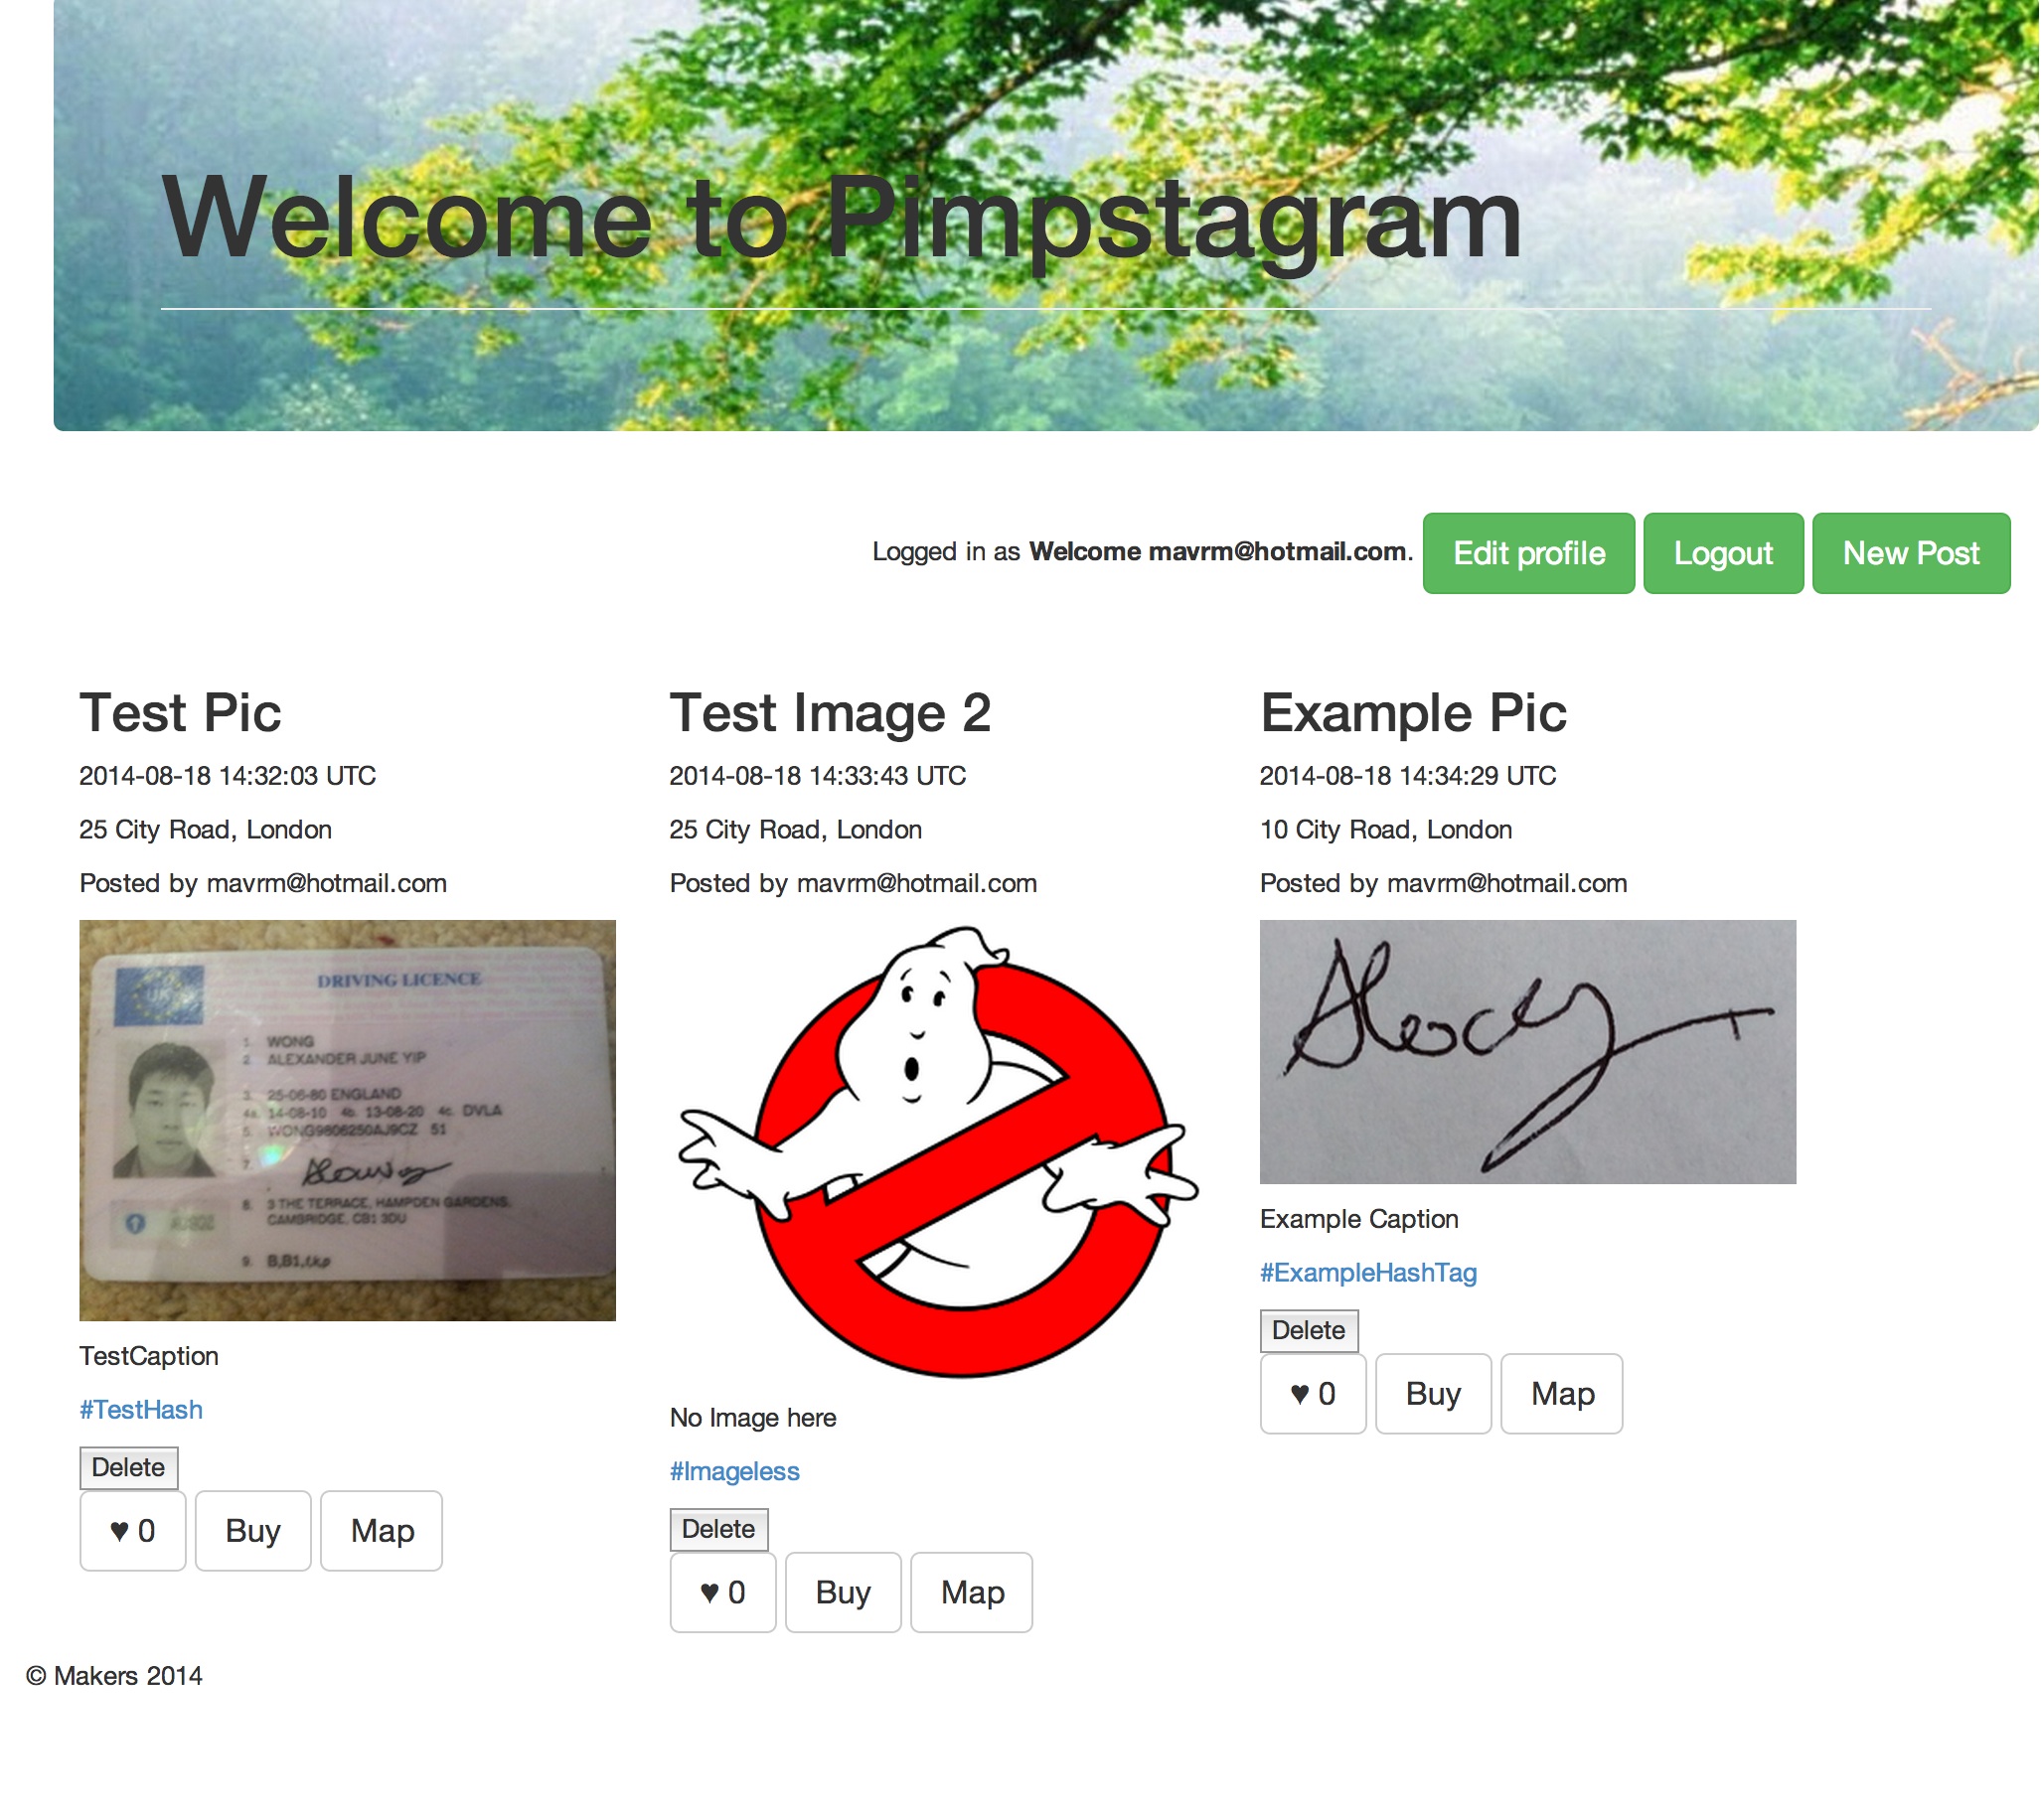 Welcome to Pimpstagram
Logged in as Welcome mavrm@hotmail.com.
Edit profile
Logout
New Post
Test Pic
2014-08-18 14:32:03 UTC
25 City Road, London
Posted by mavrm@hotmail.com
UK
DRIVING LICENCE
1. WONG
2. ALEXANDER JUNE YIP
3. 25-06-80 ENGLAND
4a. 14-08-10 4b. 13-08-20 4c. DVLA
5. WONG9806250AJ9CZ 51
7.
8. 3 THE TERRACE, HAMPDEN GARDENS,
CAMBRIDGE, CB1 3DU
9. B,B1,f,k,p
TestCaption
#TestHash
Delete
♥ 0
Buy
Map
Test Image 2
2014-08-18 14:33:43 UTC
25 City Road, London
Posted by mavrm@hotmail.com
No Image here
#Imageless
Delete
♥ 0
Buy
Map
Example Pic
2014-08-18 14:34:29 UTC
10 City Road, London
Posted by mavrm@hotmail.com
Example Caption
#ExampleHashTag
Delete
♥ 0
Buy
Map
© Makers 2014